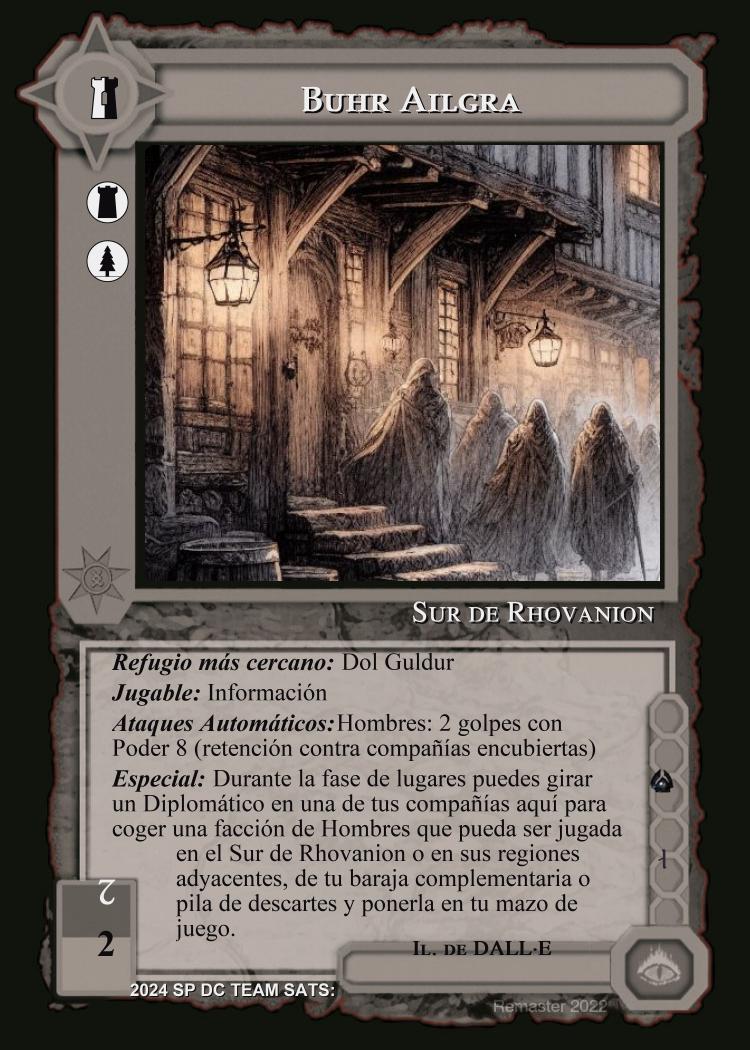 Buhr Ailgra
Sur de Rhovanion
Refugio más cercano: Dol Guldur
Jugable: Información
Ataques Automáticos:Hombres: 2 golpes con
Poder 8 (retención contra compañías encubiertas)
Especial: Durante la fase de lugares puedes girar
un Diplomático en una de tus compañías aquí para
coger una facción de Hombres que pueda ser jugada
en el Sur de Rhovanion o en sus regiones
adyacentes, de tu baraja complementaria o
pila de descartes y ponerla en tu mazo de
juego.
2
2
Il. de DALL·E
2024 SP DC TEAM SATS:
Remaster 2022